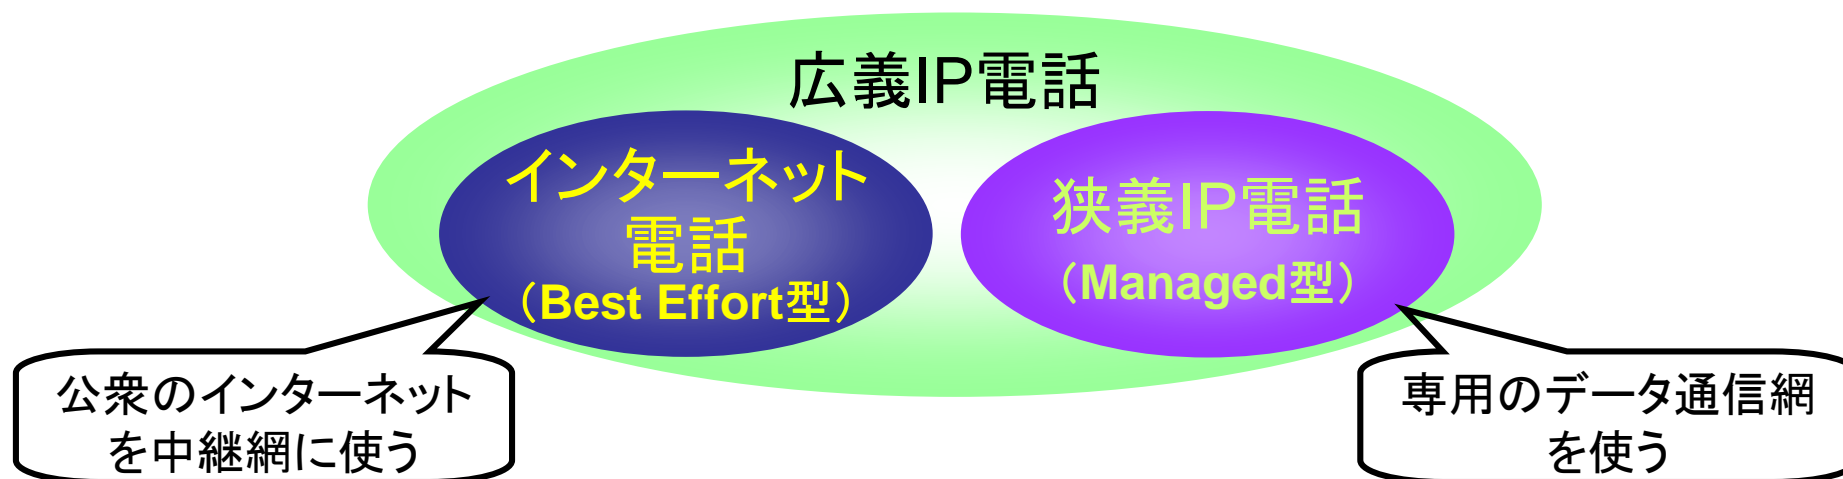 広義IP電話
インターネット
電話
（Best Effort型）
狭義IP電話
（Managed型）
公衆のインターネット
を中継網に使う
専用のデータ通信網
を使う